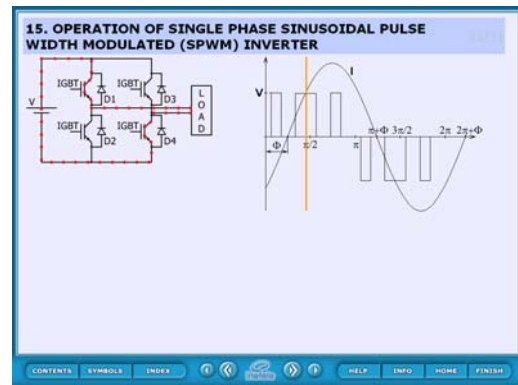 15. OPERATION OF SINGLE PHASE SINUSOIDAL PULSE
WIDTH MODULATED (SPWM) INVERTER
IGBT
D1
IGBT
D3
V
IGBT
D2
IGBT
D4
LOAD
V
I
Φ
π/2
π
π+Φ
3π/2
2π
2π+Φ
CONTENTS
SYMBOLS
INDEX
HELP
INFO
HOME
FINISH